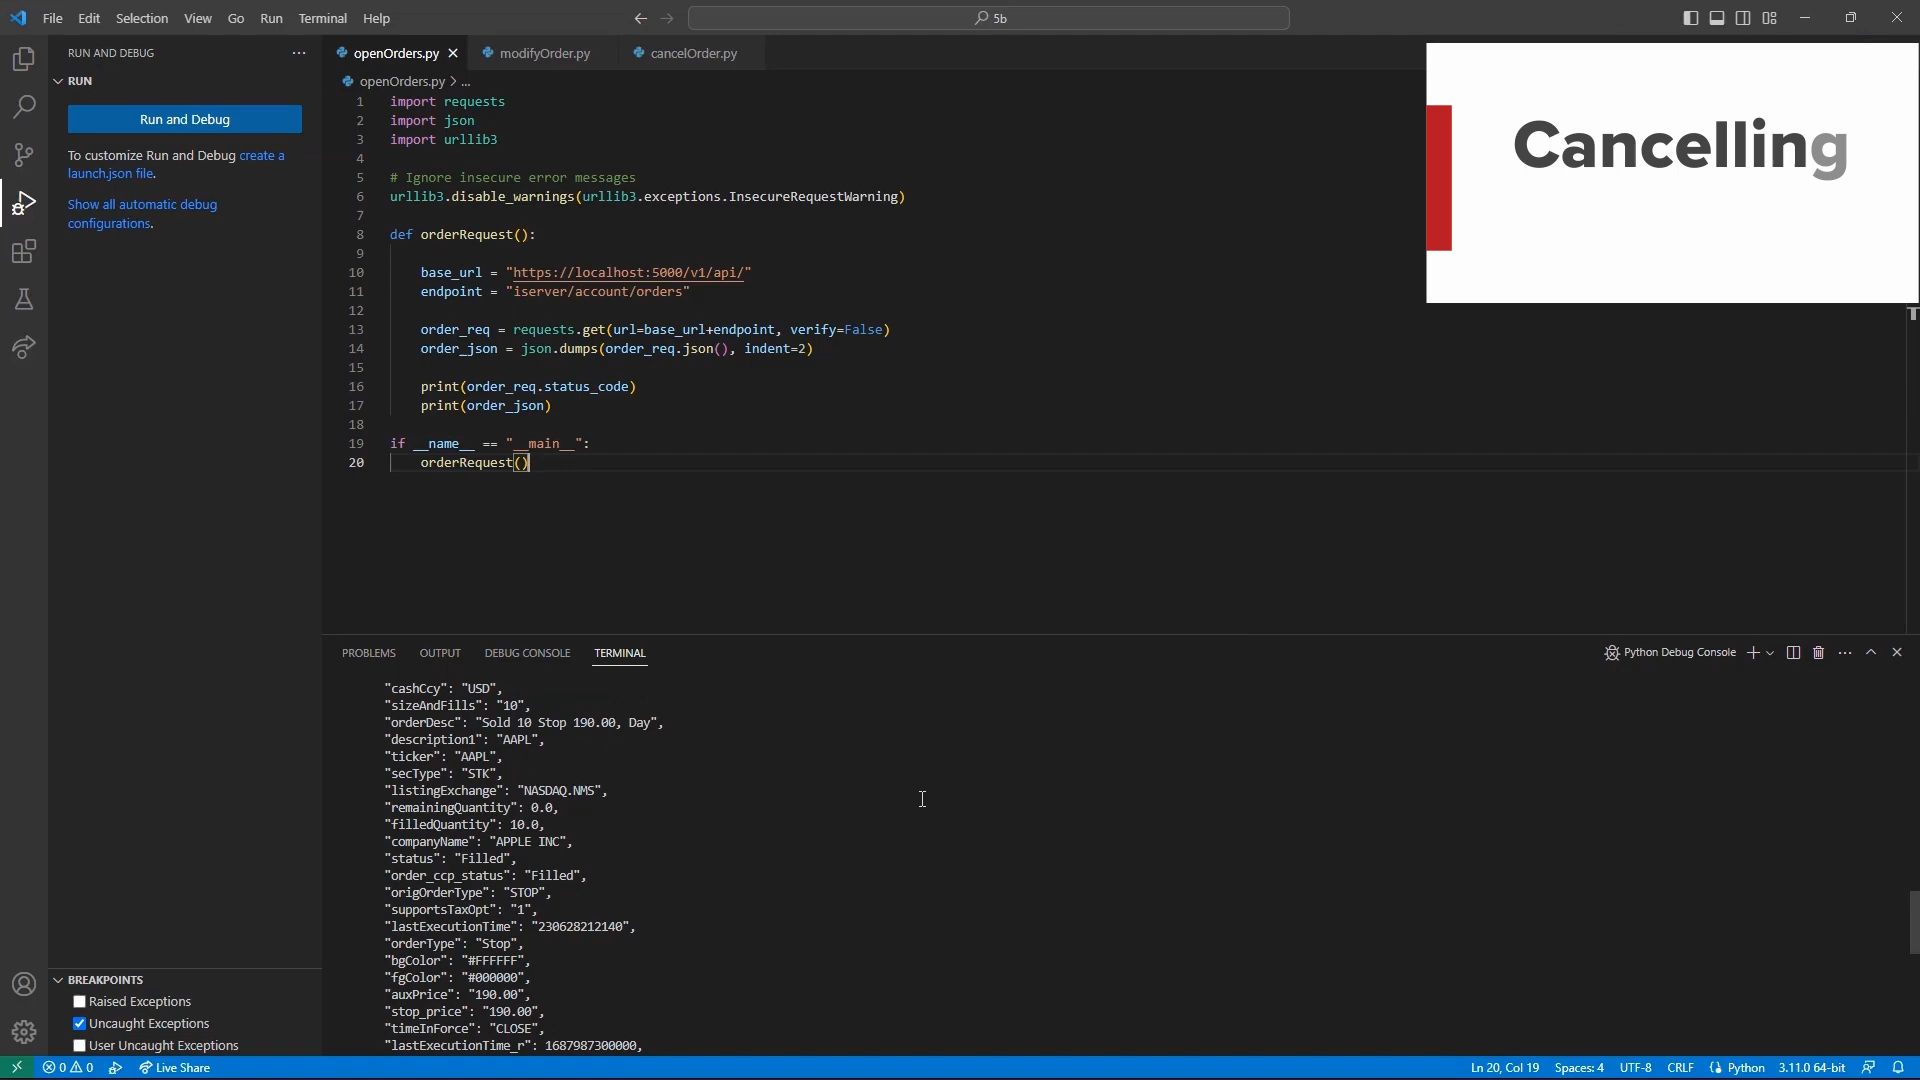 File Edit Selection View Go Run Terminal Help
5b
RUN AND DEBUG
RUN
Run and Debug
To customize Run and Debug create a
launch.json file.
Show all automatic debug
configurations.
openOrders.py modifyOrder.py cancelOrder.py
openOrders.py > ...
1 import requests
2 import json
3 import urllib3
4
5 # Ignore insecure error messages
6 urllib3.disable_warnings(urllib3.exceptions.InsecureRequestWarning)
7
8 def orderRequest():
9
10 base_url = "https://localhost:5000/v1/api/"
11 endpoint = "iserver/account/orders"
12
13 order_req = requests.get(url=base_url+endpoint, verify=False)
14 order_json = json.dumps(order_req.json(), indent=2)
15
16 print(order_req.status_code)
17 print(order_json)
18
19 if __name__ == "__main__":
20 orderRequest()
Cancelling
PROBLEMS OUTPUT DEBUG CONSOLE TERMINAL
Python Debug Console
"cashCcy": "USD",
"sizeAndFills": "10",
"orderDesc": "Sold 10 Stop 190.00, Day",
"description1": "AAPL",
"ticker": "AAPL",
"secType": "STK",
"listingExchange": "NASDAQ.NMS",
"remainingQuantity": 0.0,
"filledQuantity": 10.0,
"companyName": "APPLE INC",
"status": "Filled",
"order_ccp_status": "Filled",
"origOrderType": "STOP",
"supportsTaxOpt": "1",
"lastExecutionTime": "230628212140",
"orderType": "Stop",
"bgColor": "#FFFFFF",
"fgColor": "#000000",
"auxPrice": "190.00",
"stop_price": "190.00",
"timeInForce": "CLOSE",
"lastExecutionTime_r": 1687987300000,
BREAKPOINTS
Raised Exceptions
Uncaught Exceptions
User Uncaught Exceptions
0 0 Live Share
Ln 20, Col 19 Spaces: 4 UTF-8 CRLF Python 3.11.0 64-bit